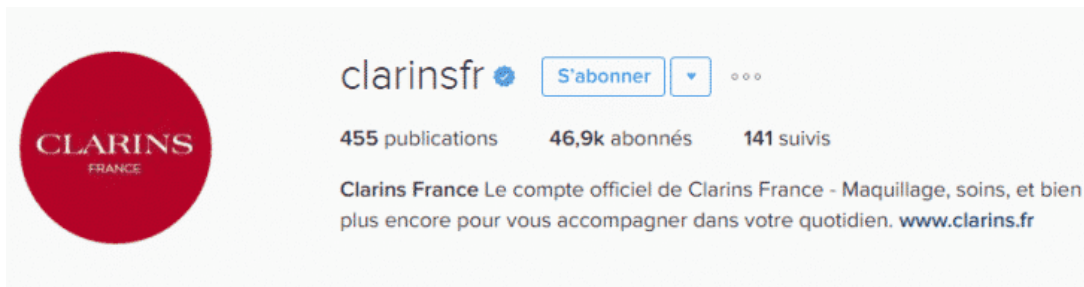 CLARINS
FRANCE
clarinsfr S'abonner
455 publications 46,9k abonnés 141 suivis
Clarins France Le compte officiel de Clarins France - Maquillage, soins, et bien
plus encore pour vous accompagner dans votre quotidien. www.clarins.fr